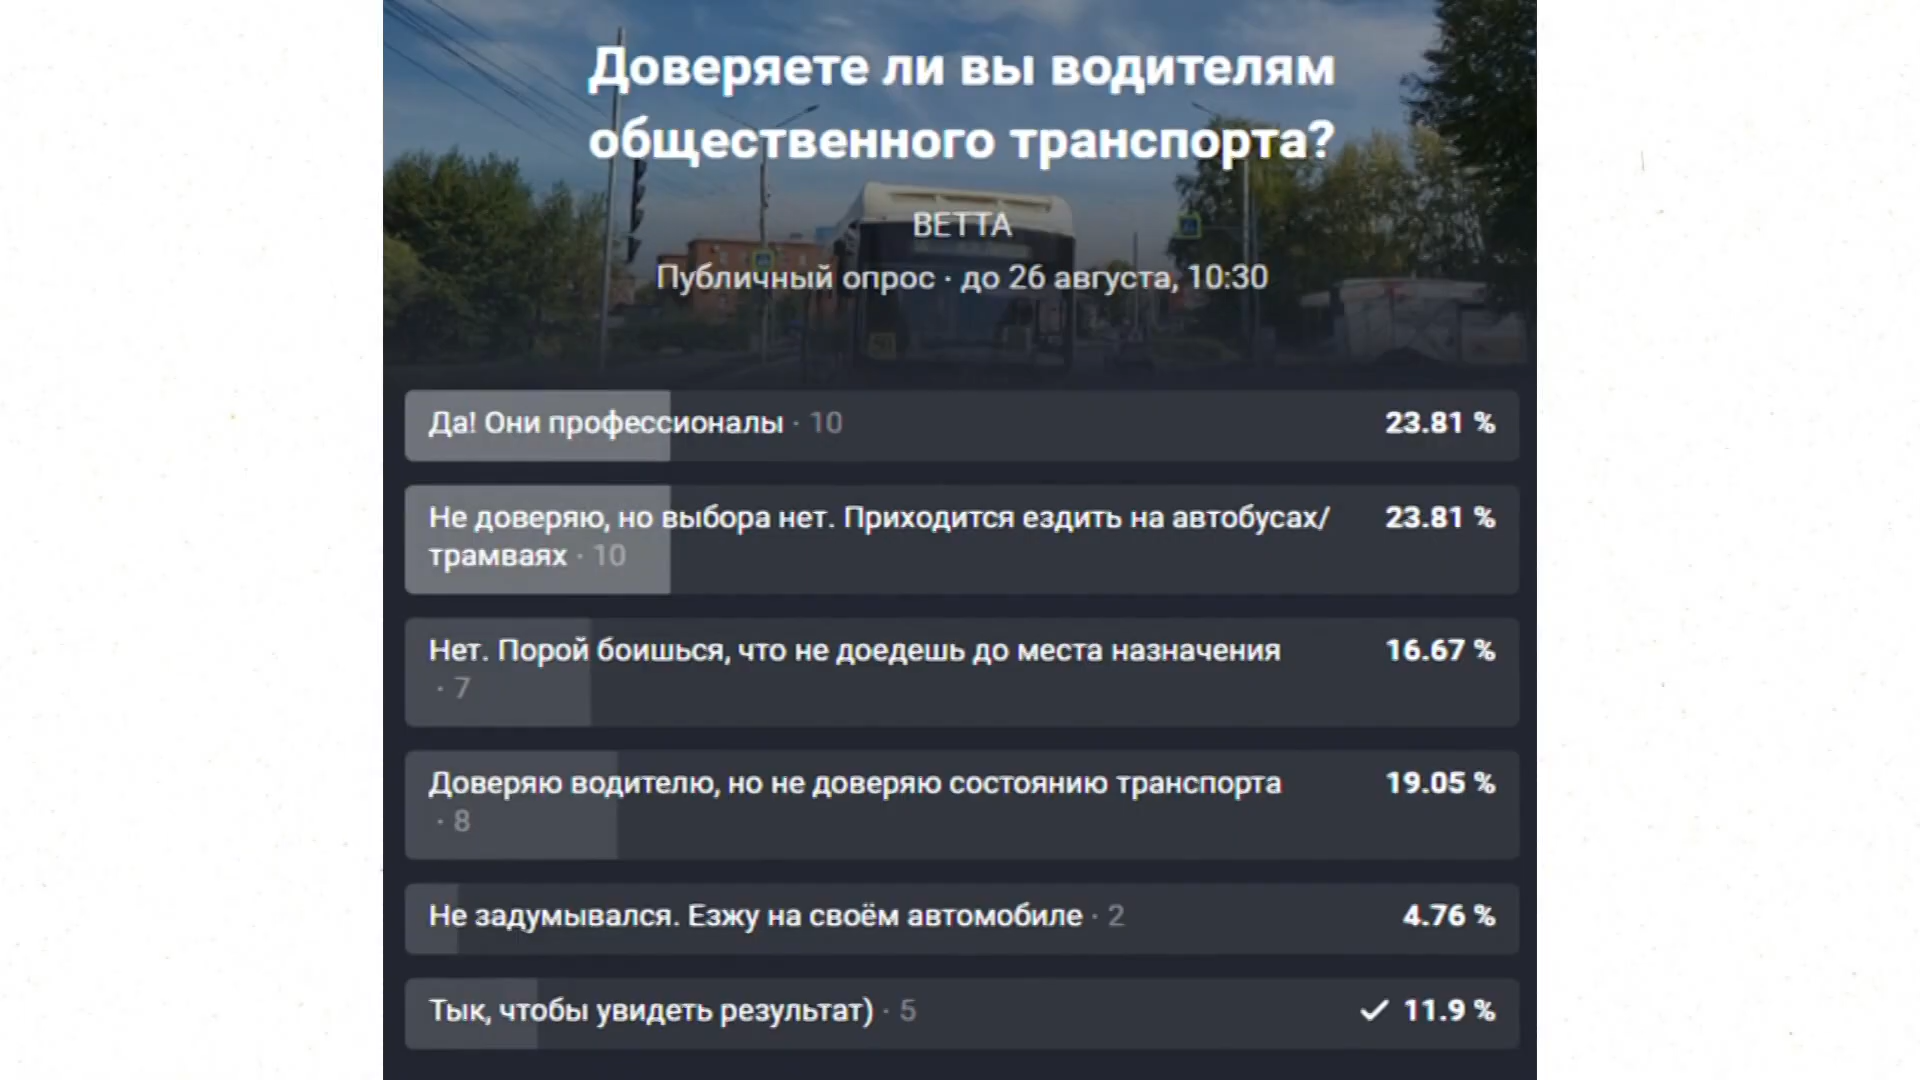 Доверяете ли вы водителям
общественного транспорта?
ВЕТТА
Публичный опрос · до 26 августа, 10:30
Да! Они профессионалы · 10 23.81 %
Не доверяю, но выбора нет. Приходится ездить на автобусах/ 23.81 %
трамваях · 10
Нет. Порой боишься, что не доедешь до места назначения 16.67 %
· 7
Доверяю водителю, но не доверяю состоянию транспорта 19.05 %
· 8
Не задумывался. Езжу на своём автомобиле · 2 4.76 %
Тык, чтобы увидеть результат) · 5 11.9 %